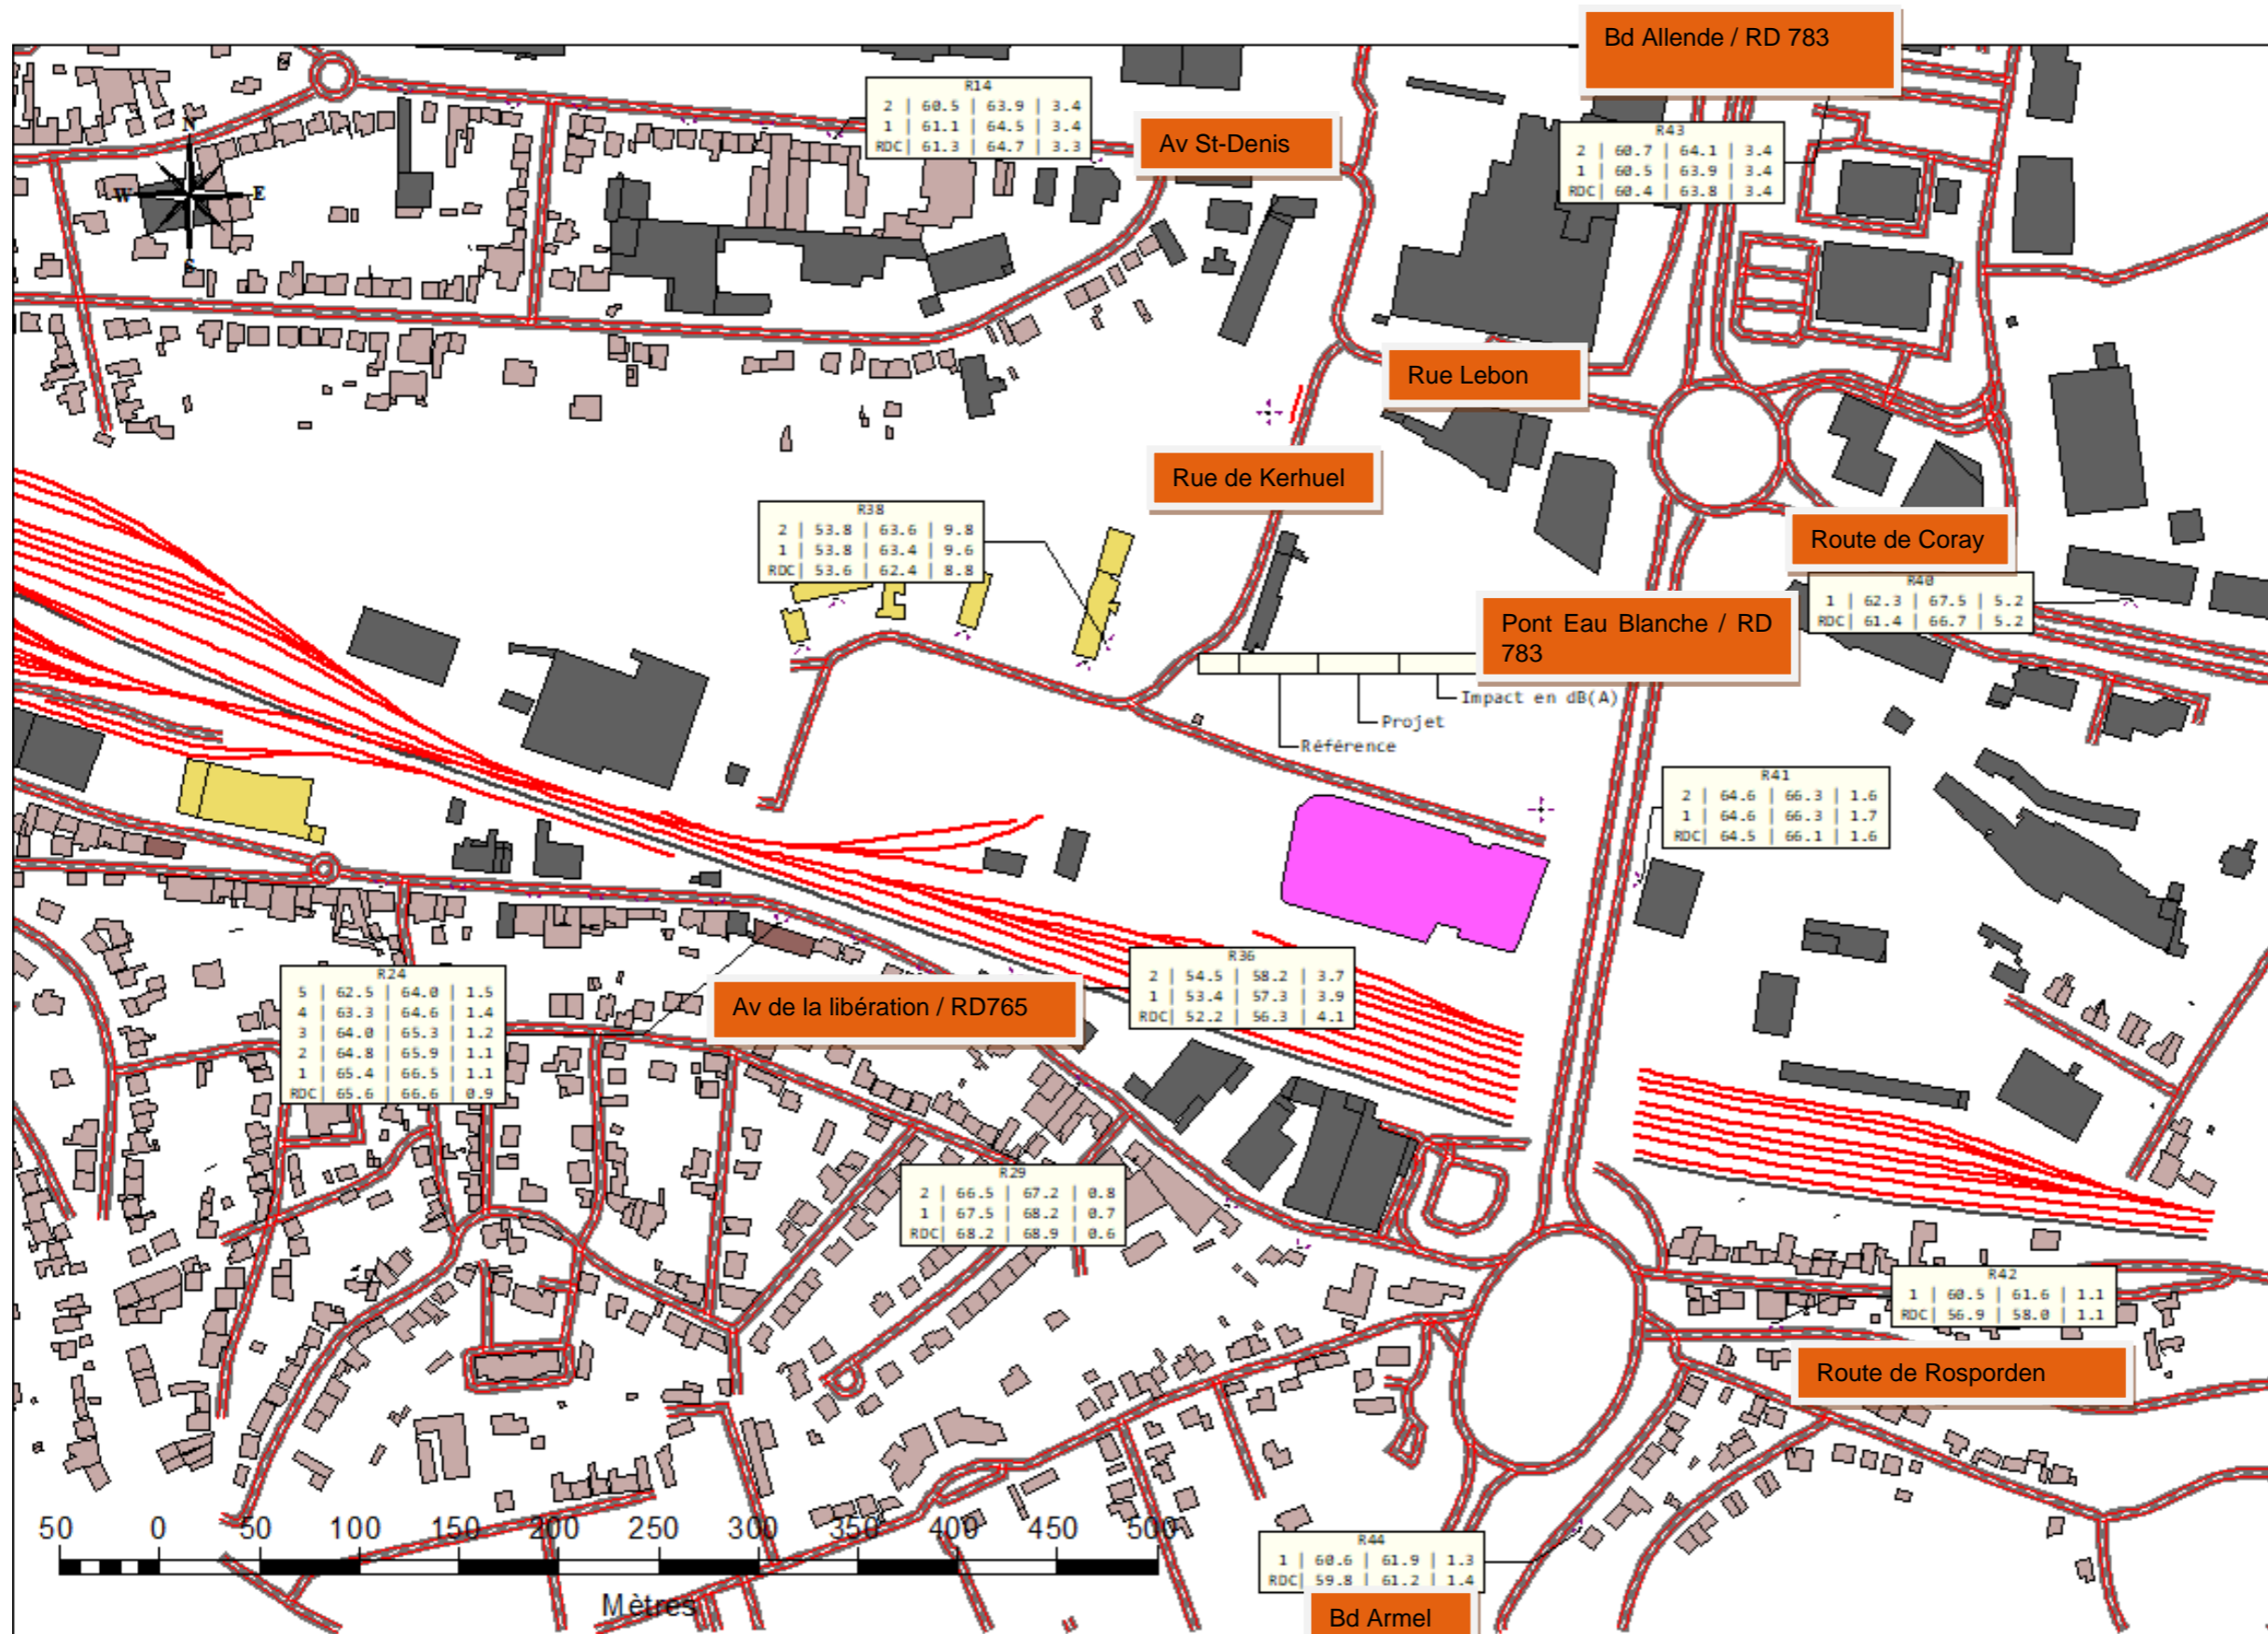 Bd Allende / RD 783
R14
2 | 60.5 | 63.9 | 3.4
1 | 61.1 | 64.5 | 3.4
RDC| 61.3 | 64.7 | 3.3
Av St-Denis
R43
2 | 60.7 | 64.1 | 3.4
1 | 60.5 | 63.9 | 3.4
RDC| 60.4 | 63.8 | 3.4
N
W
E
S
Rue Lebon
Rue de Kerhuel
R38
2 | 53.8 | 63.6 | 9.8
1 | 53.8 | 63.4 | 9.6
RDC| 53.6 | 62.4 | 8.8
Route de Coray
R40
1 | 62.3 | 67.5 | 5.2
RDC| 61.4 | 66.7 | 5.2
Pont Eau Blanche / RD
783
Impact en dB(A)
Projet
Référence
R41
2 | 64.6 | 66.3 | 1.6
1 | 64.6 | 66.3 | 1.7
RDC| 64.5 | 66.1 | 1.6
R36
2 | 54.5 | 58.2 | 3.7
1 | 53.4 | 57.3 | 3.9
RDC| 52.2 | 56.3 | 4.1
R24
5 | 62.5 | 64.0 | 1.5
4 | 63.3 | 64.6 | 1.4
3 | 64.0 | 65.3 | 1.2
2 | 64.8 | 65.9 | 1.1
1 | 65.4 | 66.5 | 1.1
RDC| 65.6 | 66.6 | 0.9
Av de la libération / RD765
R29
2 | 66.5 | 67.2 | 0.8
1 | 67.5 | 68.2 | 0.7
RDC| 68.2 | 68.9 | 0.6
R42
1 | 60.5 | 61.6 | 1.1
RDC| 56.9 | 58.0 | 1.1
Route de Rosporden
50 0 50 100 150 200 250 300 350 400 450 500
Mètres
R44
1 | 60.6 | 61.9 | 1.3
RDC| 59.8 | 61.2 | 1.4
Bd Armel